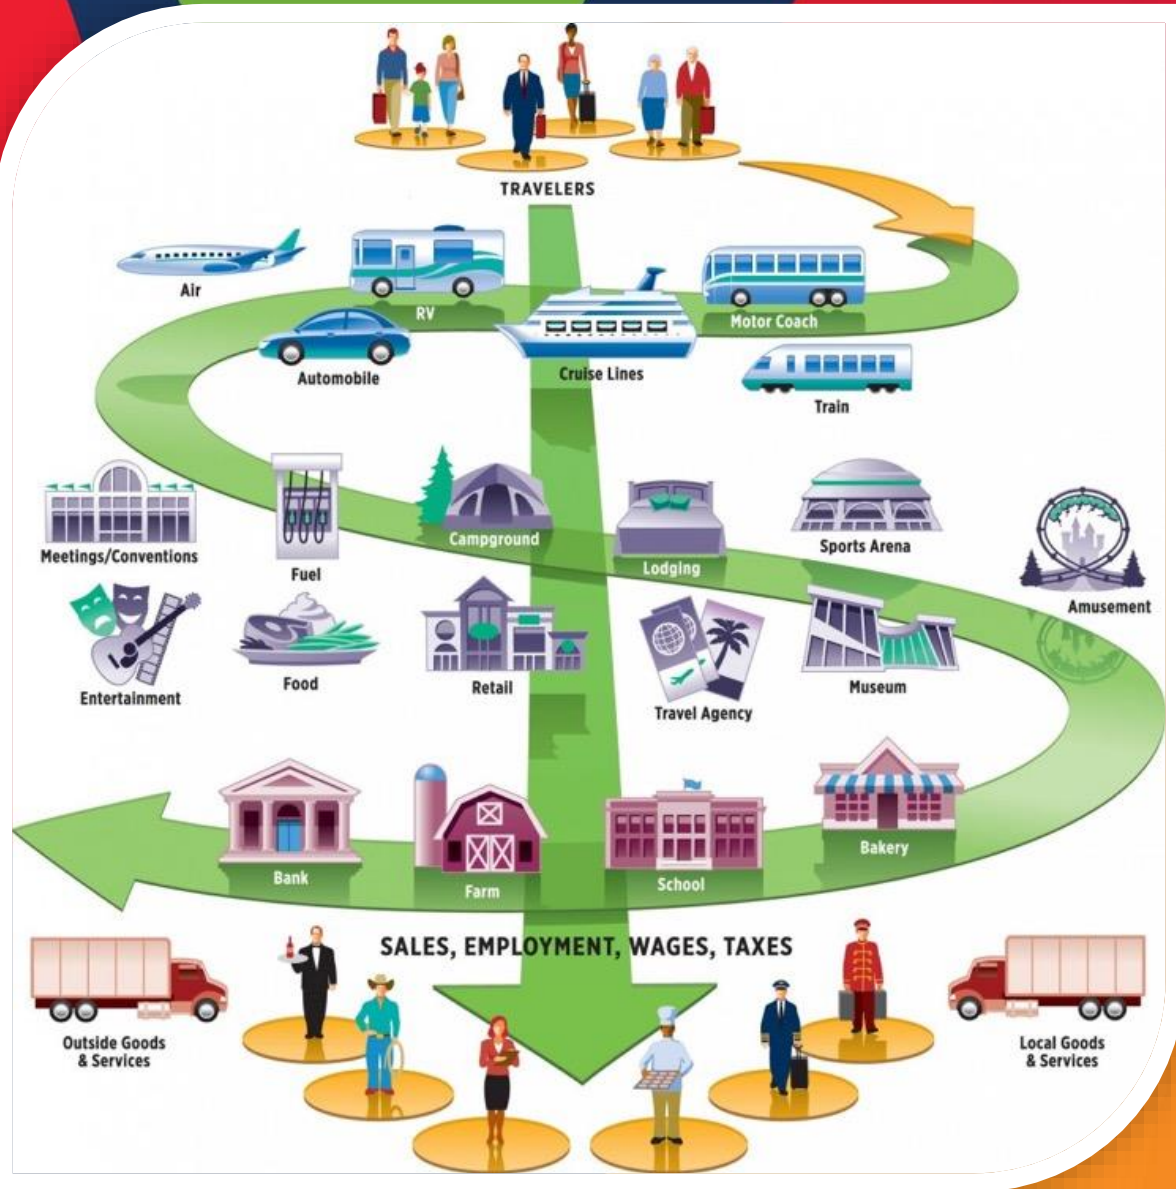 TRAVELERS
Air
RV
Motor Coach
Automobile
Cruise Lines
Train
Meetings/Conventions
Fuel
Campground
Lodging
Sports Arena
Amusement
Entertainment
Food
Retail
Travel Agency
Museum
Bank
Farm
School
Bakery
SALES, EMPLOYMENT, WAGES, TAXES
Outside Goods
& Services
Local Goods
& Services